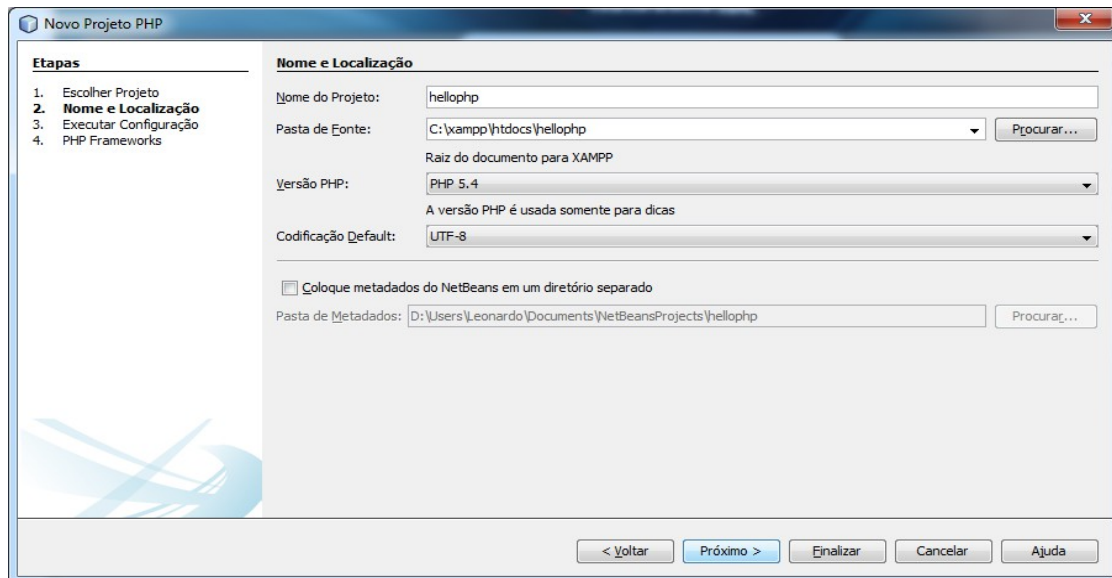 Novo Projeto PHP
Etapas
1. Escolher Projeto
2. Nome e Localização
3. Executar Configuração
4. PHP Frameworks
Nome e Localização
Nome do Projeto: hellophp
Pasta de Fonte: C:\xampp\htdocs\hellophp Procurar...
Raiz do documento para XAMPP
Versão PHP: PHP 5.4
A versão PHP é usada somente para dicas
Codificação Default: UTF-8
Coloque metadados do NetBeans em um diretório separado
Pasta de Metadados: D:\Users\Leonardo\Documents\NetBeansProjects\hellophp Procurar...
< Voltar Próximo > Finalizar Cancelar Ajuda